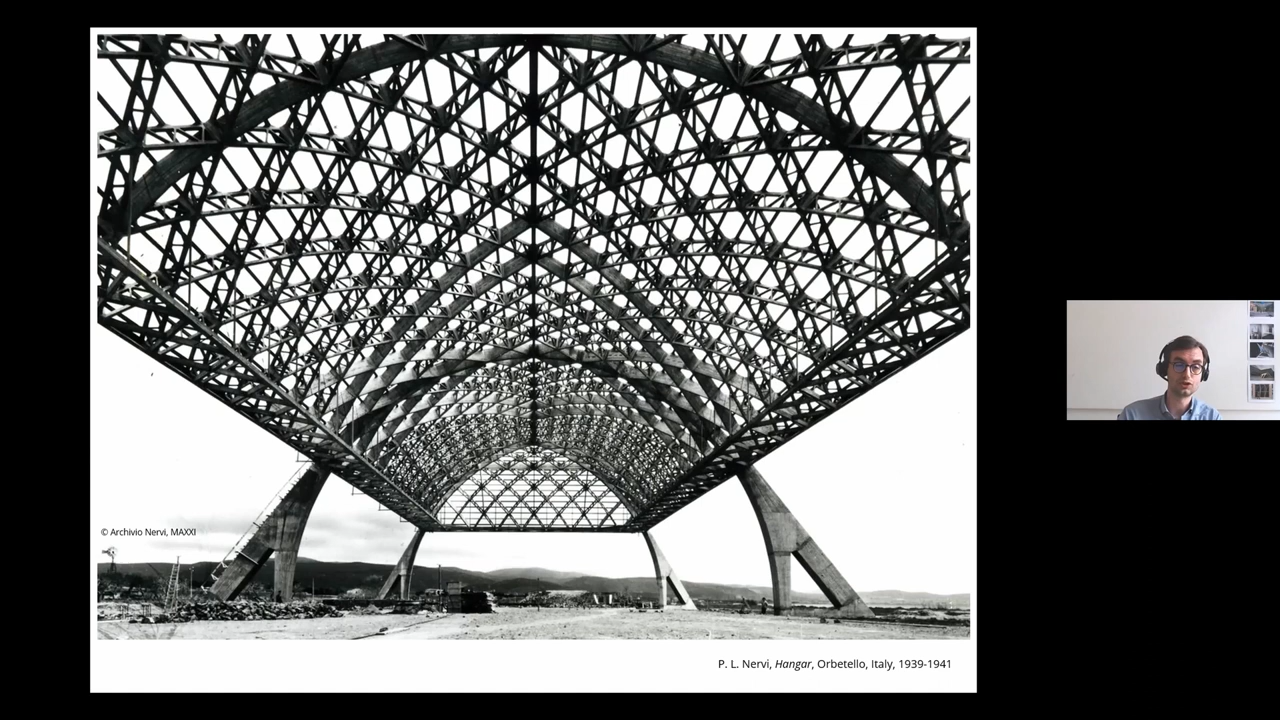 © Archivio Nervi, MAXXI
P. L. Nervi, Hangar, Orbetello, Italy, 1939-1941